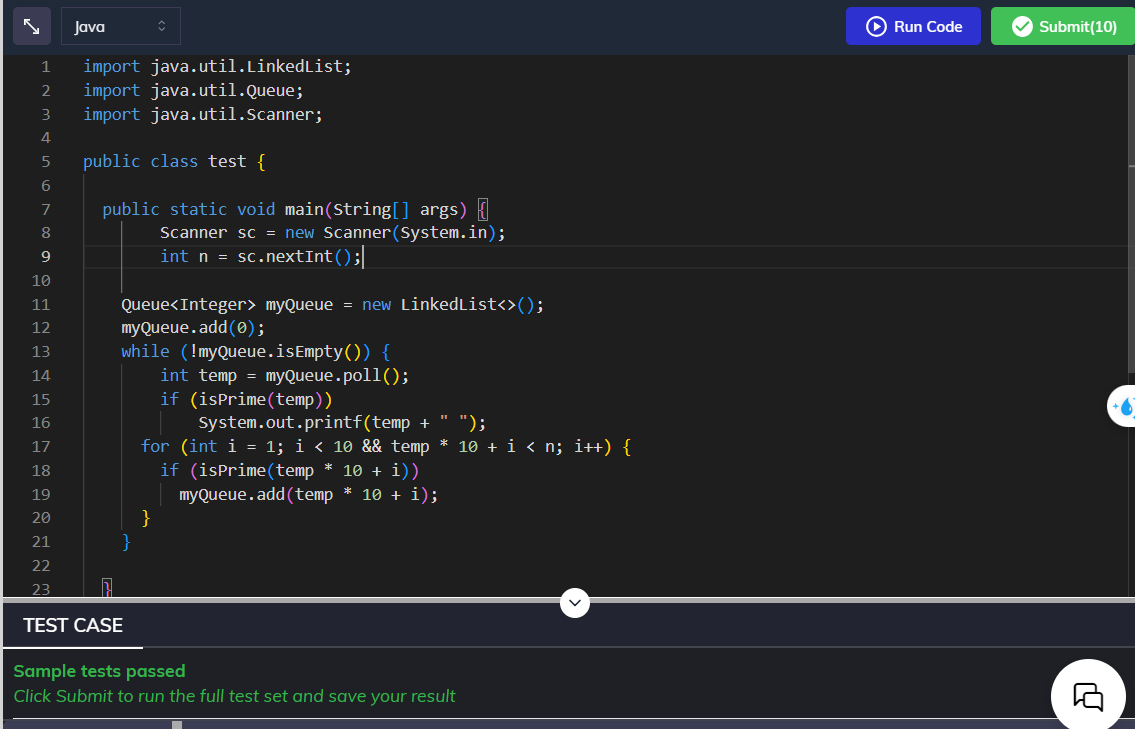 Java
Run Code
Submit(10)
1 import java.util.LinkedList;
2 import java.util.Queue;
3 import java.util.Scanner;
4
5 public class test {
6
7 public static void main(String[] args) {
8 Scanner sc = new Scanner(System.in);
9 int n = sc.nextInt();
10
11 Queue<Integer> myQueue = new LinkedList<>();
12 myQueue.add(0);
13 while (!myQueue.isEmpty()) {
14 int temp = myQueue.poll();
15 if (isPrime(temp))
16 System.out.printf(temp + " ");
17 for (int i = 1; i < 10 && temp * 10 + i < n; i++) {
18 if (isPrime(temp * 10 + i))
19 myQueue.add(temp * 10 + i);
20 }
21 }
22
23 }
TEST CASE
Sample tests passed
Click Submit to run the full test set and save your result